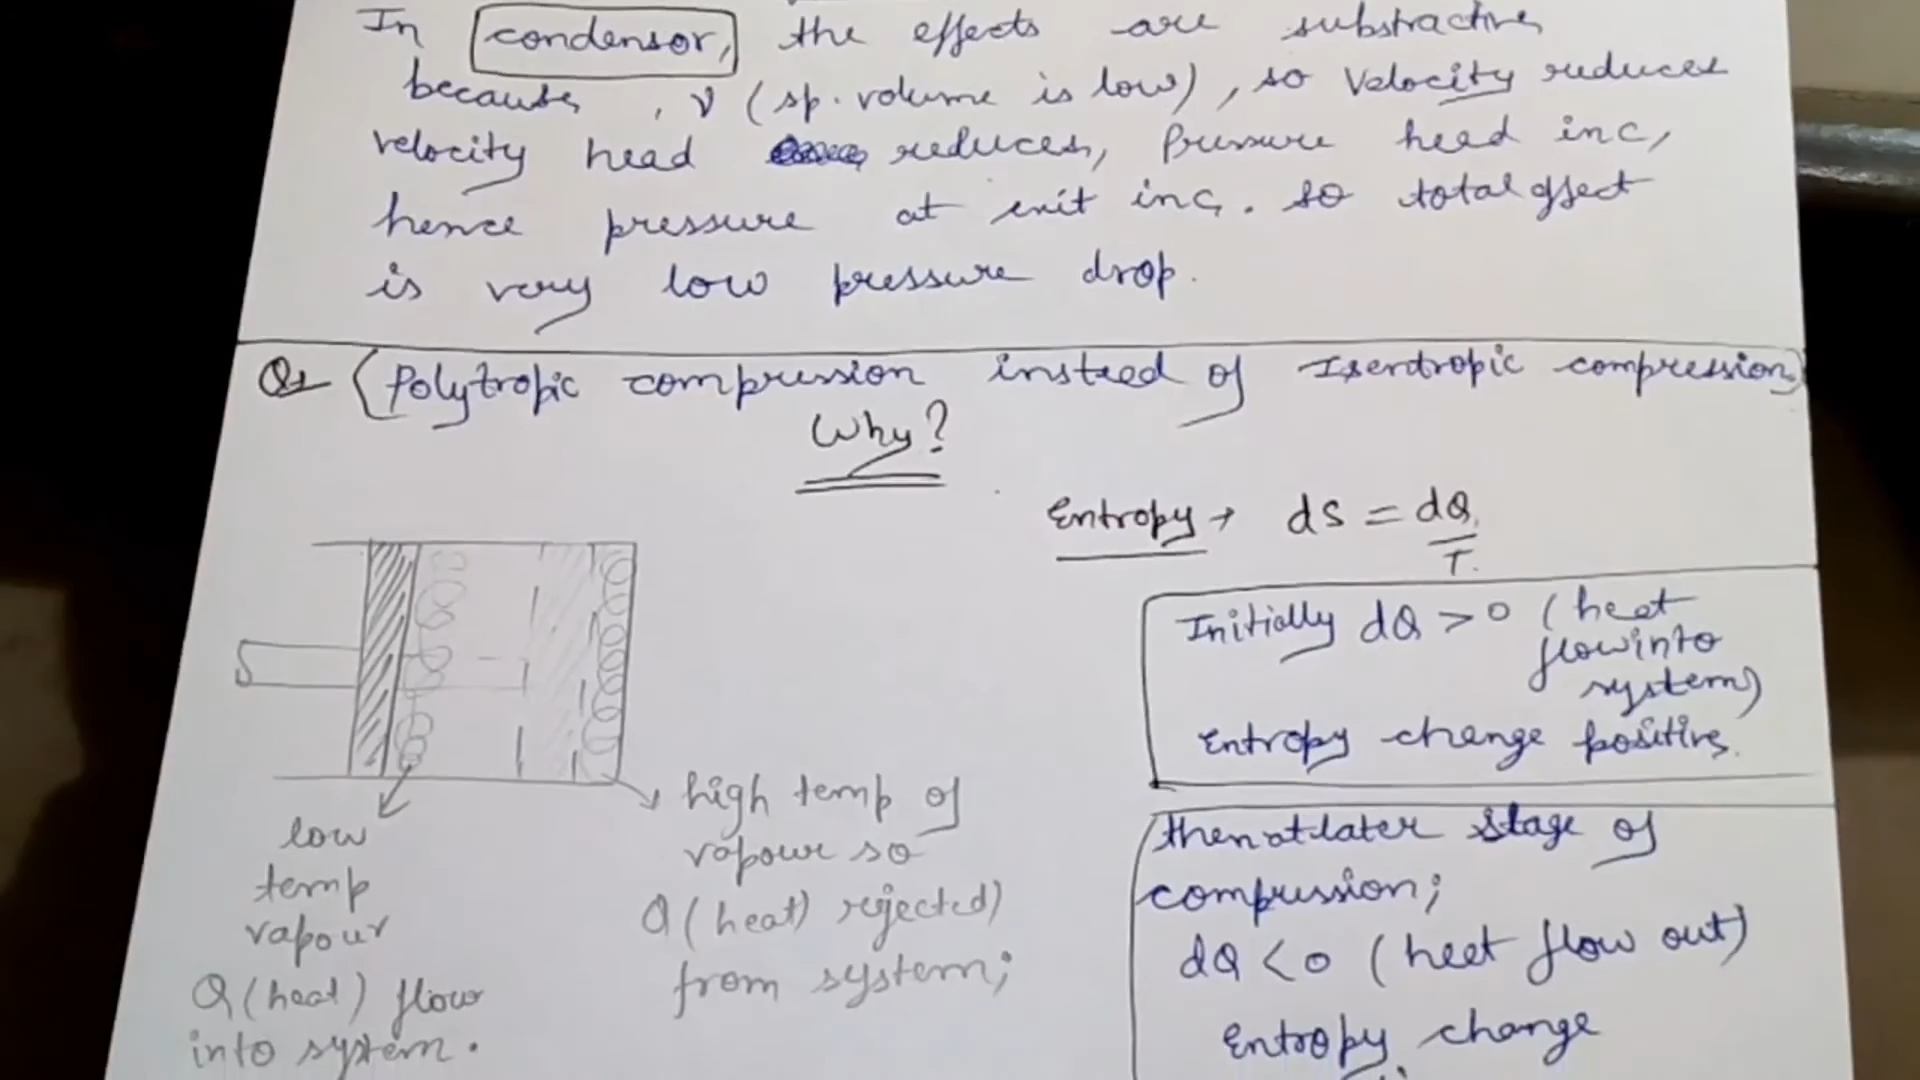 In condensor, the effects are substractive
because, ν (sp. volume is low), so Velocity reduces
velocity head reduces, Pressure head inc,
hence pressure at exit inc,. so total effect
is very low pressure drop.
Q1 (Polytropic compression insted of Isentropic compression)
Why?
Entropy → dS = dQ/T.
Initially dQ > 0 (heat
flow into
system)
Entropy change positive.
then at later stage of
compression;
dQ < 0 (heet flow out)
Entropy change
low
temp
vapour
Q (heat) flow
into system.
high temp of
vapour so
Q (heat) rejected)
from system;